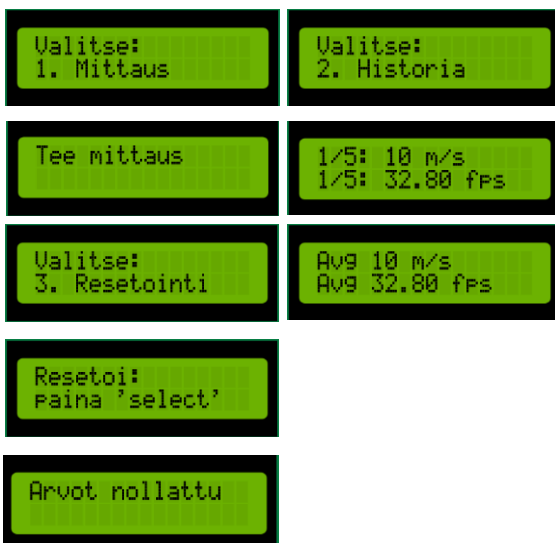 Valitse:
1. Mittaus
Valitse:
2. Historia
Tee mittaus
1/5: 10 m/s
1/5: 32.80 fps
Valitse:
3. Resetointi
Avg 10 m/s
Avg 32.80 fps
Resetoi:
paina 'select'
Arvot nollattu